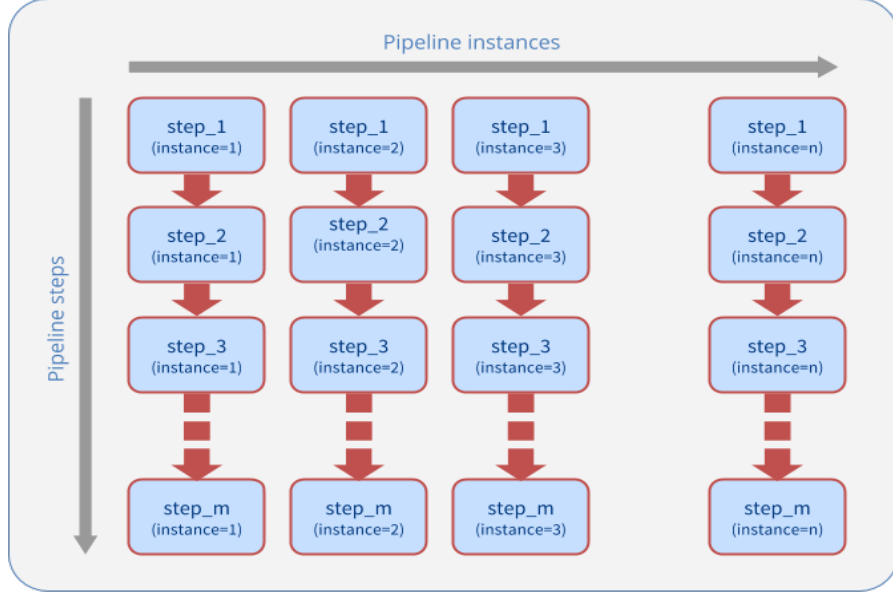 Pipeline instances
Pipeline steps
step_1
(instance=1)
step_1
(instance=2)
step_1
(instance=3)
step_1
(instance=n)
step_2
(instance=1)
step_2
(instance=2)
step_2
(instance=3)
step_2
(instance=n)
step_3
(instance=1)
step_3
(instance=2)
step_3
(instance=3)
step_3
(instance=n)
step_m
(instance=1)
step_m
(instance=2)
step_m
(instance=3)
step_m
(instance=n)